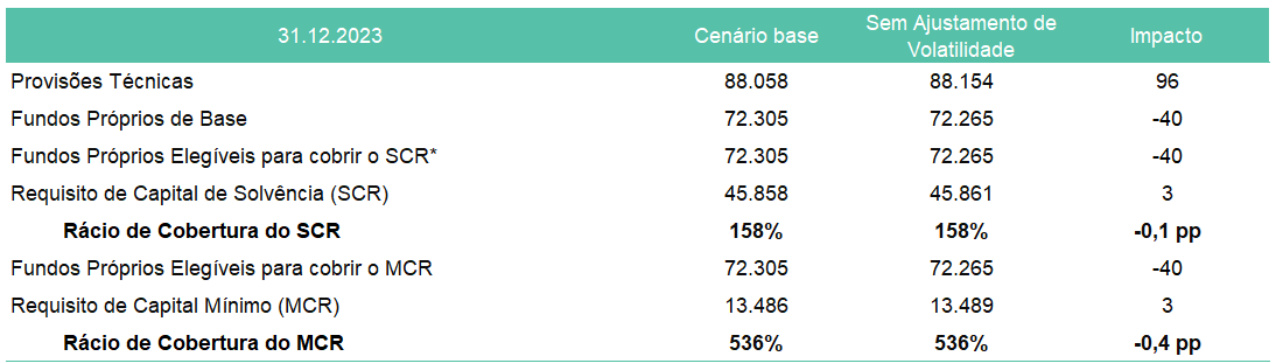 31.12.2023 Cenário base Sem Ajustamento de Volatilidade Impacto
Provisões Técnicas 88.058 88.154 96
Fundos Próprios de Base 72.305 72.265 -40
Fundos Próprios Elegíveis para cobrir o SCR* 72.305 72.265 -40
Requisito de Capital de Solvência (SCR) 45.858 45.861 3
Rácio de Cobertura do SCR 158% 158% -0,1 pp
Fundos Próprios Elegíveis para cobrir o MCR 72.305 72.265 -40
Requisito de Capital Mínimo (MCR) 13.486 13.489 3
Rácio de Cobertura do MCR 536% 536% -0,4 pp